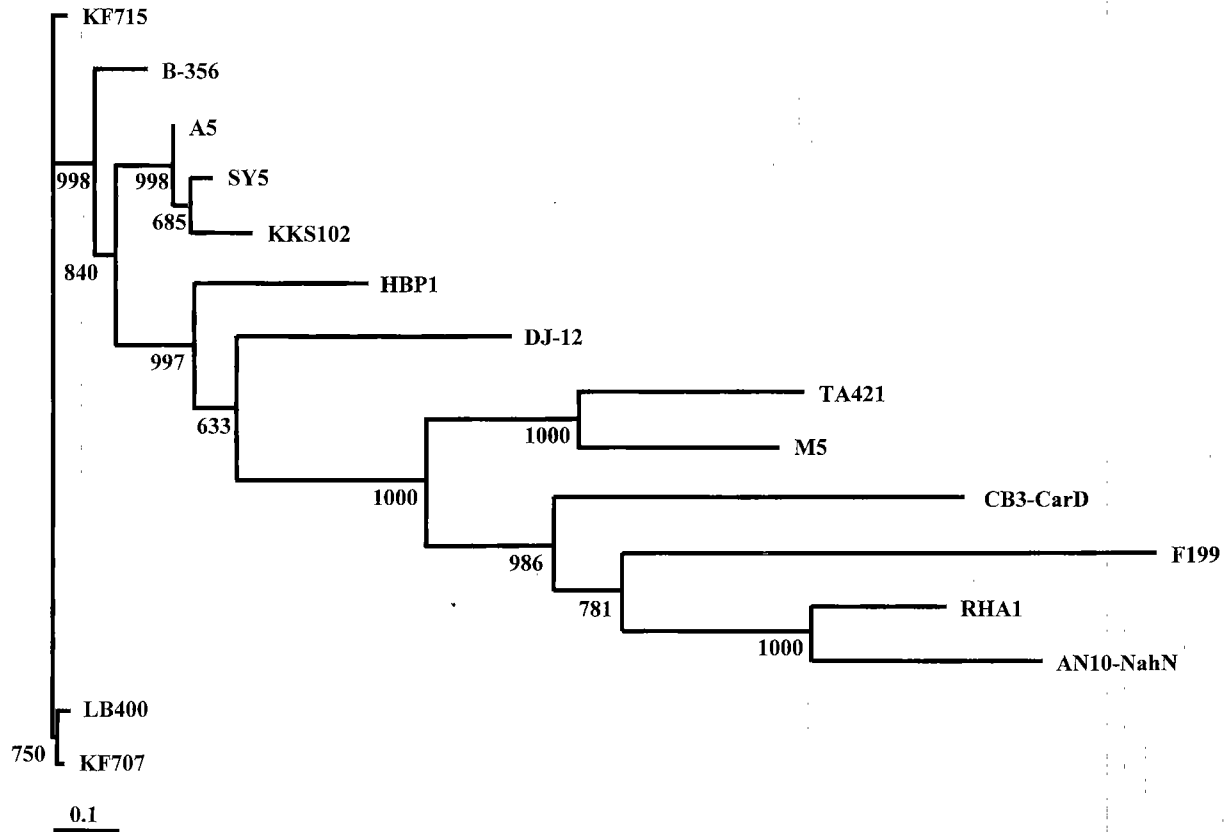 KF715
B-356
A5
998
998
SY5
685
KKS102
840
HBP1
DJ-12
997
TA421
633
1000
M5
1000
CB3-CarD
986
F199
781
RHA1
1000
AN10-NahN
LB400
750
KF707
0.1